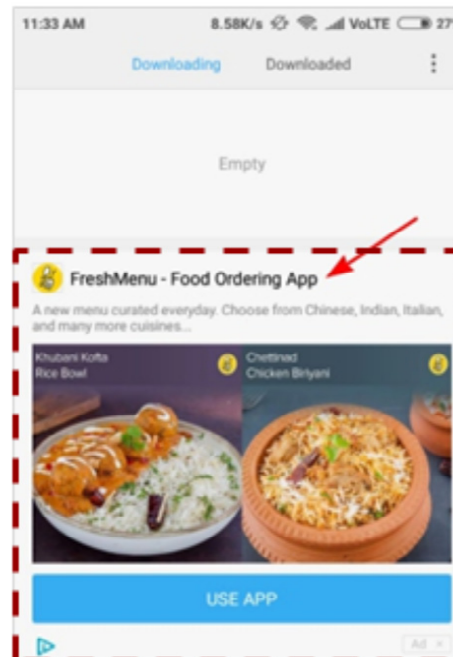 11:33 AM 8.58K/s VoLTE 27
Downloading Downloaded
Empty
FreshMenu - Food Ordering App
A new menu curated everyday. Choose from Chinese, Indian, Italian,
and many more cuisines...
Khubani Kofta
Rice Bowl
Chettinad
Chicken Biriyani
USE APP
Ad ×